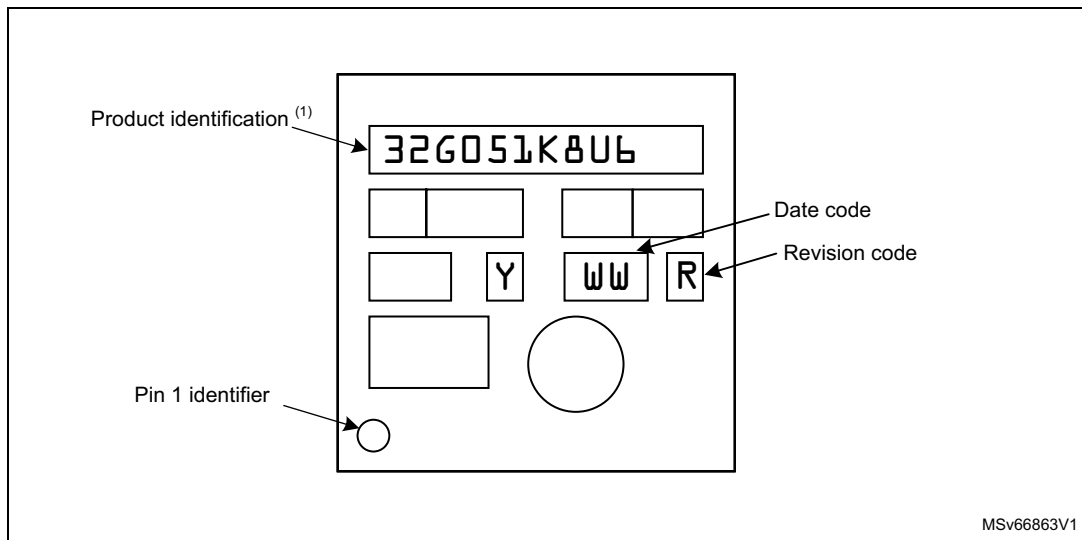 Product identification (1)
32G051K8U6
Date code
Revision code
Y WW R
Pin 1 identifier
MSv66863V1